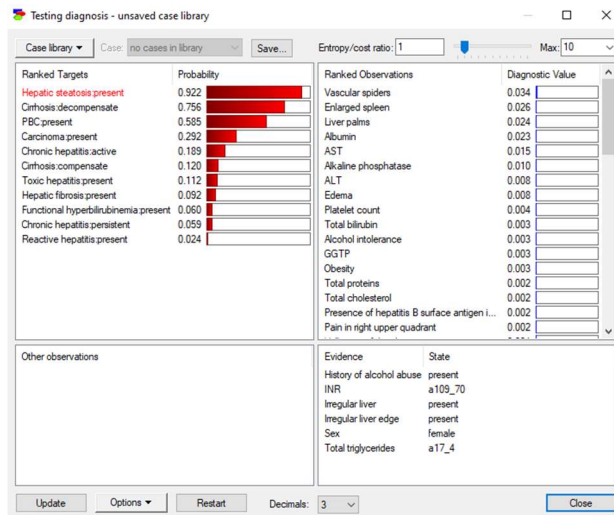 Testing diagnosis - unsaved case library
Case library Case: no cases in library Save... Entropy/cost ratio: 1 Max: 10
Ranked Targets Probability
Hepatic steatosis:present 0.922
Cirrhosis:decompensate 0.756
PBC:present 0.585
Carcinoma:present 0.292
Chronic hepatitis:active 0.189
Cirrhosis:compensate 0.120
Toxic hepatitis:present 0.112
Hepatic fibrosis:present 0.092
Functional hyperbilirubinemia:present 0.060
Chronic hepatitis:persistent 0.059
Reactive hepatitis:present 0.024
Ranked Observations Diagnostic Value
Vascular spiders 0.034
Enlarged spleen 0.026
Liver palms 0.024
Albumin 0.023
AST 0.015
Alkaline phosphatase 0.010
ALT 0.008
Edema 0.008
Platelet count 0.004
Total bilirubin 0.003
Alcohol intolerance 0.003
GGTP 0.003
Obesity 0.003
Total proteins 0.002
Total cholesterol 0.002
Presence of hepatitis B surface antigen i... 0.002
Pain in right upper quadrant 0.002
Other observations
Evidence State
History of alcohol abuse present
INR a109_70
Irregular liver present
Irregular liver edge present
Sex female
Total triglycerides a17_4
Update Options Restart Decimals: 3 Close